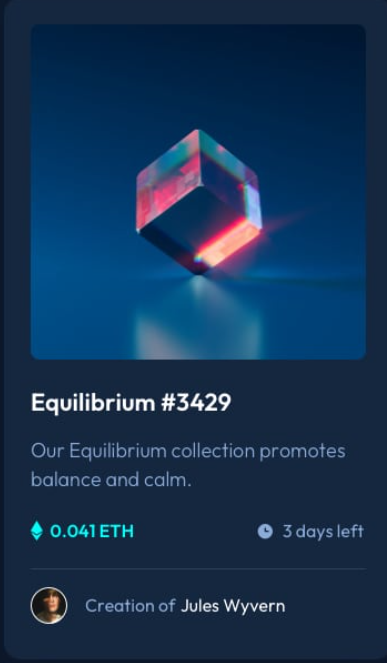 Equilibrium #3429
Our Equilibrium collection promotes
balance and calm.
0.041 ETH
3 days left
Creation of Jules Wyvern